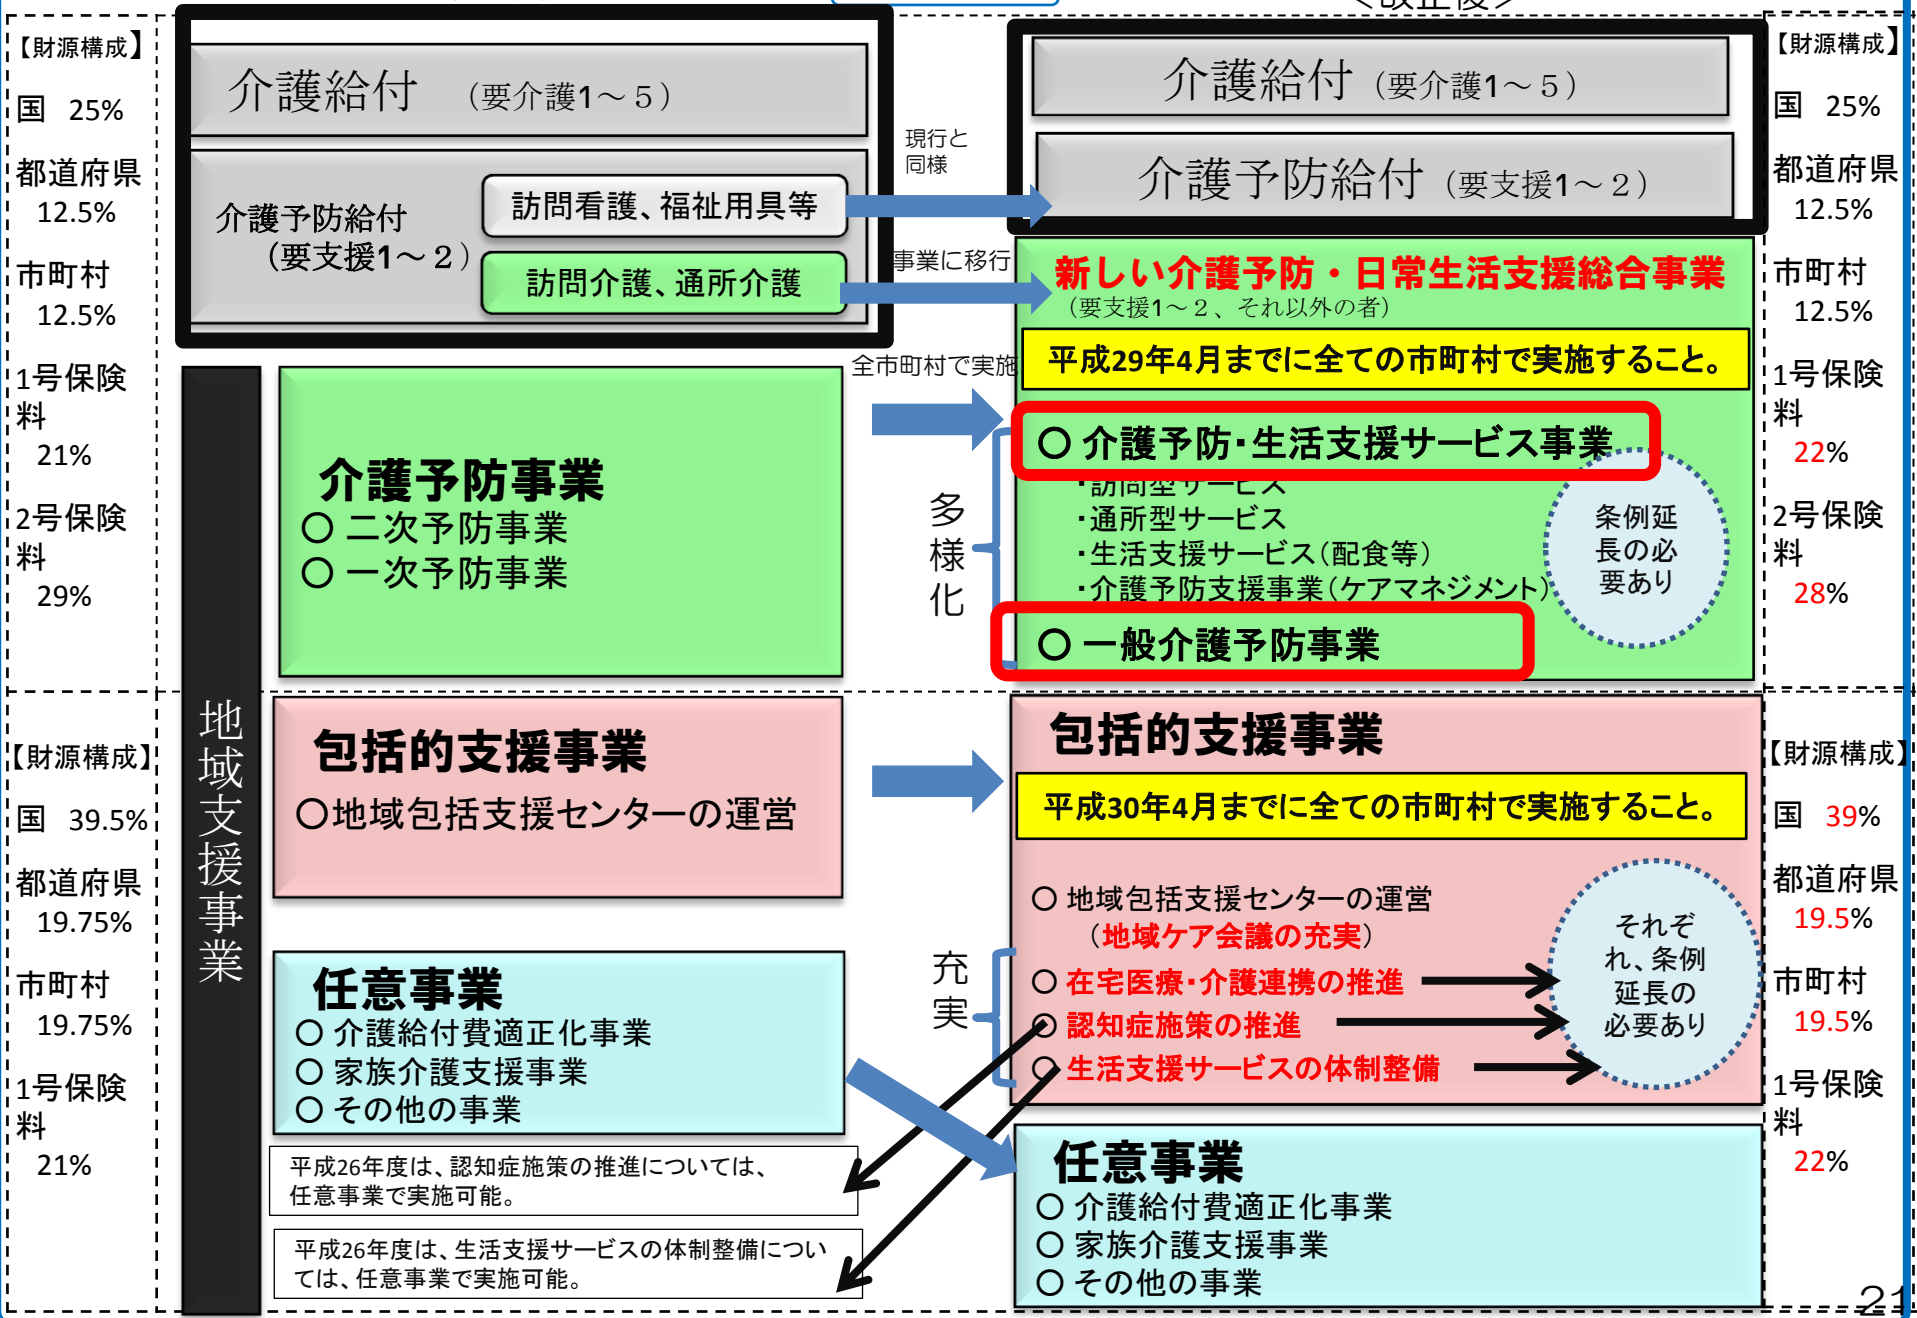 ＜改正後＞
【財源構成】
国 25%
都道府県
12.5%
市町村
12.5%
1号保険
料
21%
2号保険
料
29%
介護給付 （要介護1～５）
介護予防給付
（要支援1～２）
訪問看護、福祉用具等
訪問介護、通所介護
現行と
同様
事業に移行
全市町村で実施
多
様
化
介護給付（要介護1～５）
介護予防給付（要支援1～２）
新しい介護予防・日常生活支援総合事業
（要支援1～２、それ以外の者）
平成29年4月までに全ての市町村で実施すること。
○ 介護予防・生活支援サービス事業
・訪問型サービス
・通所型サービス
・生活支援サービス（配食等）
・介護予防支援事業（ケアマネジメント）
○ 一般介護予防事業
条例延
長の必
要あり
【財源構成】
国 25%
都道府県
12.5%
市町村
12.5%
1号保険
料
22%
2号保険
料
28%
地域支援事業
介護予防事業
○ 二次予防事業
○ 一次予防事業
【財源構成】
国 39.5%
都道府県
19.75%
市町村
19.75%
1号保険
料
21%
包括的支援事業
○地域包括支援センターの運営
任意事業
○ 介護給付費適正化事業
○ 家族介護支援事業
○ その他の事業
平成26年度は、認知症施策の推進については、
任意事業で実施可能。
平成26年度は、生活支援サービスの体制整備につい
ては、任意事業で実施可能。
充
実
包括的支援事業
平成30年4月までに全ての市町村で実施すること。
○ 地域包括支援センターの運営
（地域ケア会議の充実）
○ 在宅医療・介護連携の推進
○ 認知症施策の推進
○ 生活支援サービスの体制整備
それぞ
れ、条例
延長の
必要あり
任意事業
○ 介護給付費適正化事業
○ 家族介護支援事業
○ その他の事業
【財源構成】
国 39%
都道府県
19.5%
市町村
19.5%
1号保険
料
22%
21